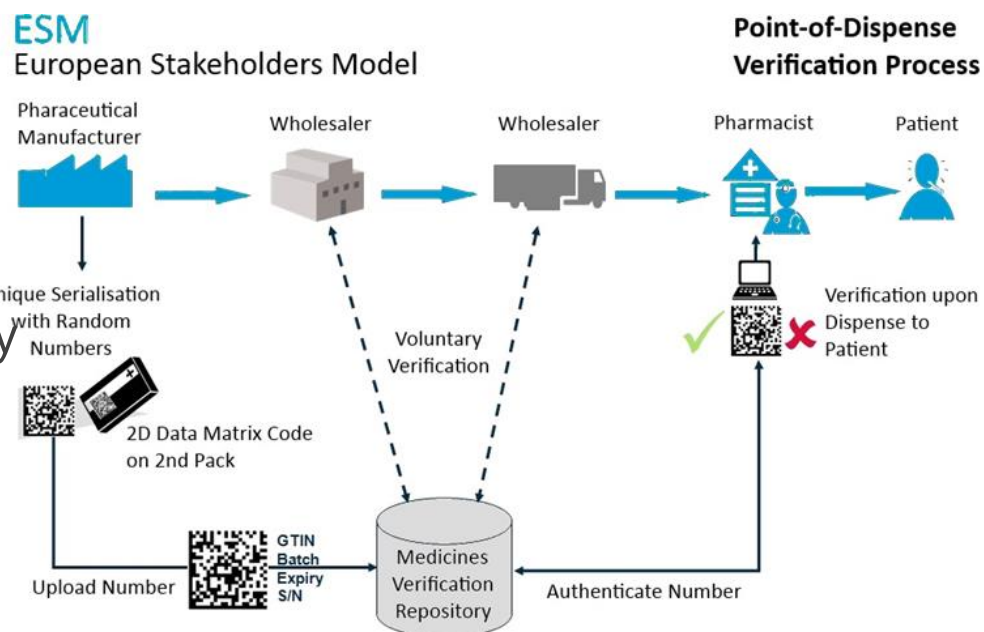 ESM
European Stakeholders Model
Point-of-Dispense
Verification Process
Pharaceutical
Manufacturer
Wholesaler
Wholesaler
Pharmacist
Patient
nique Serialisation
with Random
Numbers
y
Voluntary
Verification
Verification upon
Dispense to
Patient
2D Data Matrix Code
on 2nd Pack
Upload Number
GTIN
Batch
Expiry
S/N
Medicines
Verification
Repository
Authenticate Number